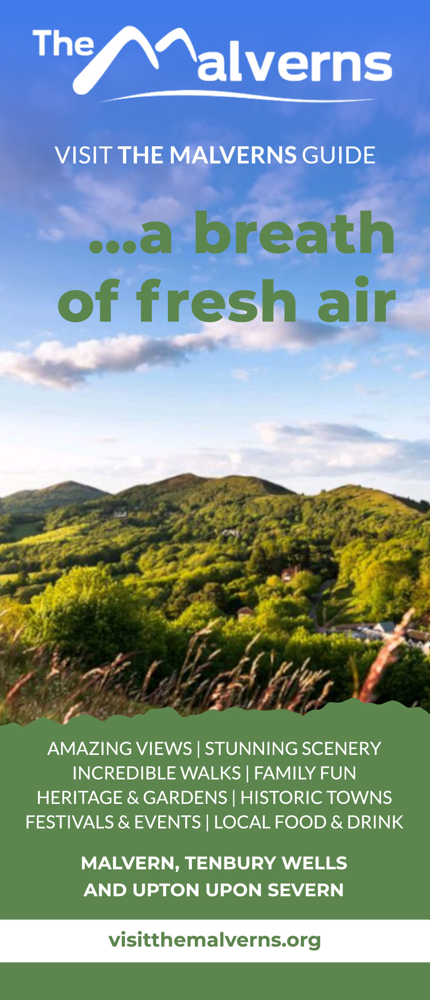 The Malverns
VISIT THE MALVERNS GUIDE
...a breath
of fresh air
AMAZING VIEWS | STUNNING SCENERY
INCREDIBLE WALKS | FAMILY FUN
HERITAGE & GARDENS | HISTORIC TOWNS
FESTIVALS & EVENTS | LOCAL FOOD & DRINK
MALVERN, TENBURY WELLS
AND UPTON UPON SEVERN
visitthemalverns.org